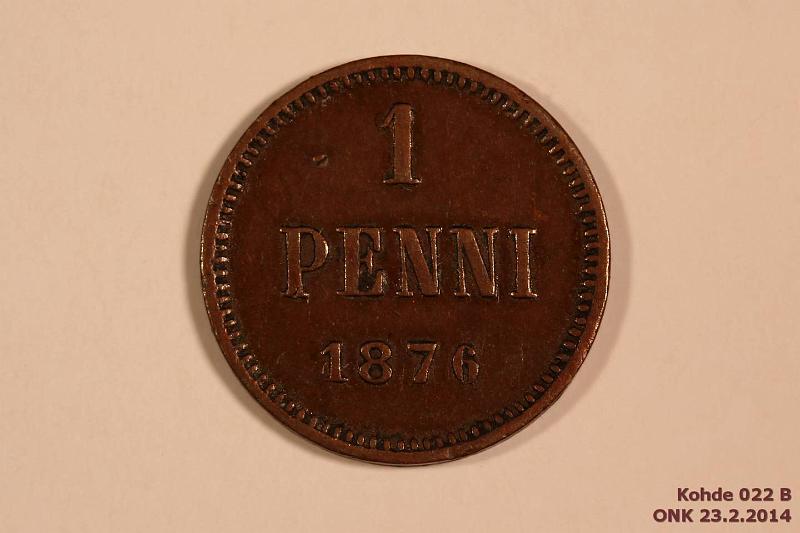 1
PENNI
1876
Kohde 022 B
ONK 23.2.2014